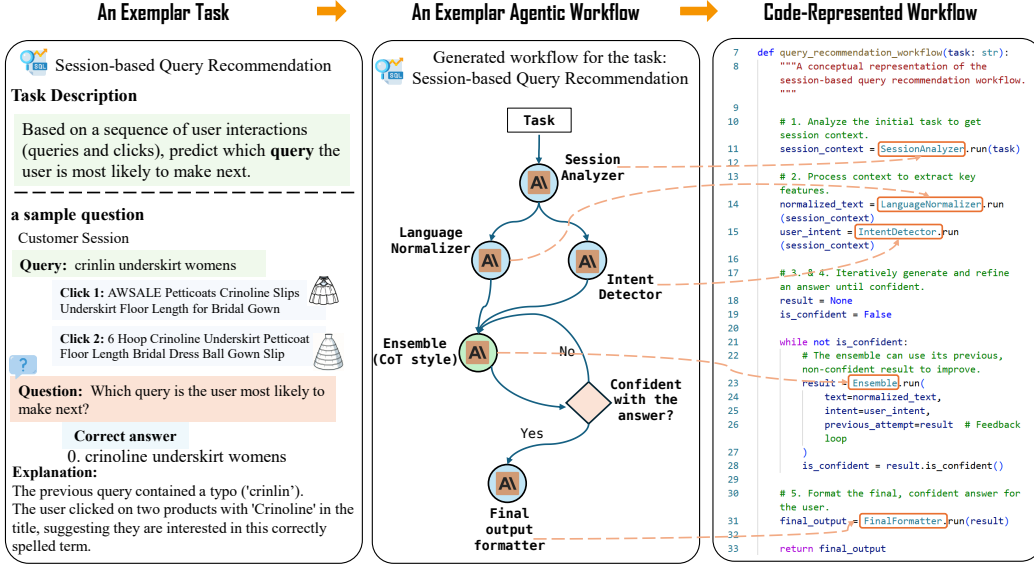 An Exemplar Task
An Exemplar Agentic Workflow
Code-Represented Workflow
SQL
Session-based Query Recommendation
Task Description
Based on a sequence of user interactions
(queries and clicks), predict which query the
user is most likely to make next.
a sample question
Customer Session
Query: crinlin underskirt womens
Click 1: AWSALE Petticoats Crinoline Slips
Underskirt Floor Length for Bridal Gown
Click 2: 6 Hoop Crinoline Underskirt Petticoat
Floor Length Bridal Dress Ball Gown Slip
?
Question: Which query is the user most likely to
make next?
Correct answer
0. crinoline underskirt womens
Explanation:
The previous query contained a typo ('crinlin').
The user clicked on two products with 'Crinoline' in the
title, suggesting they are interested in this correctly
spelled term.
SQL
Generated workflow for the task:
Session-based Query Recommendation
Task
Session
Analyzer
A\
Language
Normalizer
A\
A\
Intent
Detector
Ensemble
(CoT style)
A\
No
Confident
with the
answer?
Yes
A\
Final
output
formatter
7 def query_recommendation_workflow(task: str):
8 """A conceptual representation of the
session-based query recommendation workflow.
"""
9
10 # 1. Analyze the initial task to get
session context.
11 session_context = SessionAnalyzer.run(task)
12
13 # 2. Process context to extract key
features.
14 normalized_text = LanguageNormalizer.run
(session_context)
15 user_intent = IntentDetector.run
(session_context)
16
17 # 3. & 4. Iteratively generate and refine
an answer until confident.
18 result = None
19 is_confident = False
20
21 while not is_confident:
22 # The ensemble can use its previous,
non-confident result to improve.
23 result = Ensemble.run(
24 text=normalized_text,
25 intent=user_intent,
26 previous_attempt=result # Feedback
loop
27 )
28 is_confident = result.is_confident()
29
30 # 5. Format the final, confident answer for
the user.
31 final_output = FinalFormatter.run(result)
32
33 return final_output